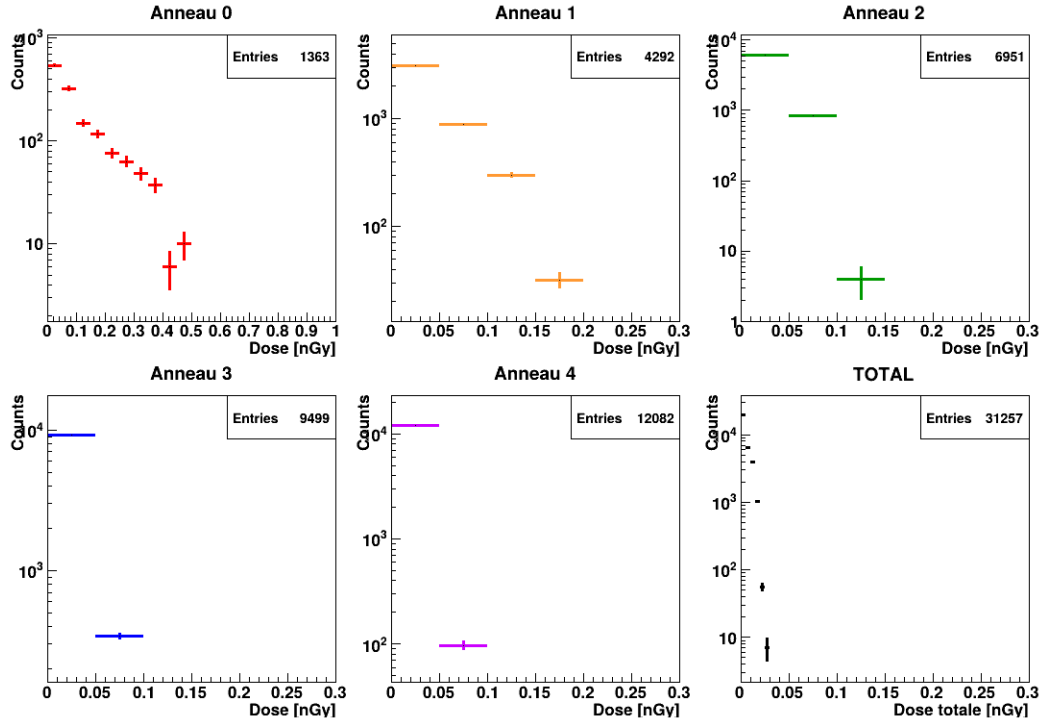 Anneau 0
Counts
Entries 1363
10³
10²
10
0 0.1 0.2 0.3 0.4 0.5 0.6 0.7 0.8 0.9 1
Dose [nGy]
Anneau 1
Counts
Entries 4292
10³
10²
0 0.05 0.1 0.15 0.2 0.25 0.3
Dose [nGy]
Anneau 2
Counts
Entries 6951
10⁴
10³
10²
10
1
0 0.05 0.1 0.15 0.2 0.25 0.3
Dose [nGy]
Anneau 3
Counts
Entries 9499
10⁴
10³
0 0.05 0.1 0.15 0.2 0.25 0.3
Dose [nGy]
Anneau 4
Counts
Entries 12082
10⁴
10³
10²
0 0.05 0.1 0.15 0.2 0.25 0.3
Dose [nGy]
TOTAL
Counts
Entries 31257
10⁴
10³
10²
10
0 0.05 0.1 0.15 0.2 0.25 0.3
Dose totale [nGy]